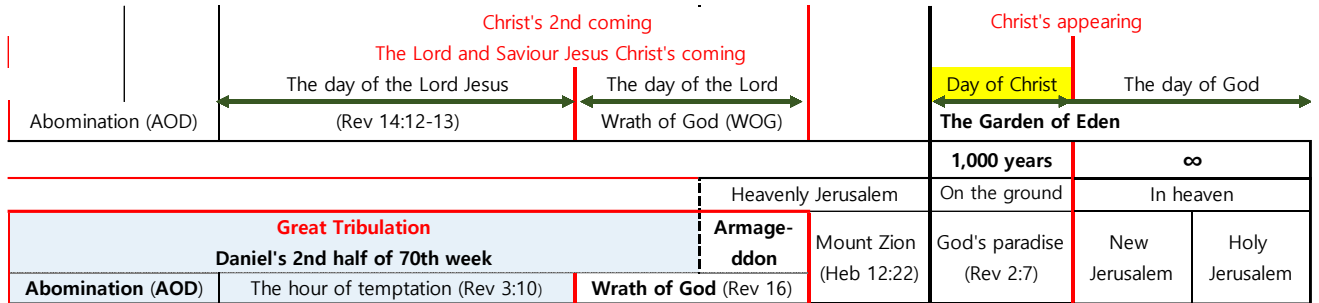 Christ's 2nd coming Christ's appearing
The Lord and Saviour Jesus Christ's coming
The day of the Lord Jesus The day of the Lord Day of Christ The day of God
Abomination (AOD) (Rev 14:12-13) Wrath of God (WOG) The Garden of Eden
1,000 years ∞
Heavenly Jerusalem On the ground In heaven
Great Tribulation Armage-
Daniel's 2nd half of 70th week ddon
Mount Zion God's paradise New Holy
(Heb 12:22) (Rev 2:7) Jerusalem Jerusalem
Abomination (AOD) The hour of temptation (Rev 3:10) Wrath of God (Rev 16)